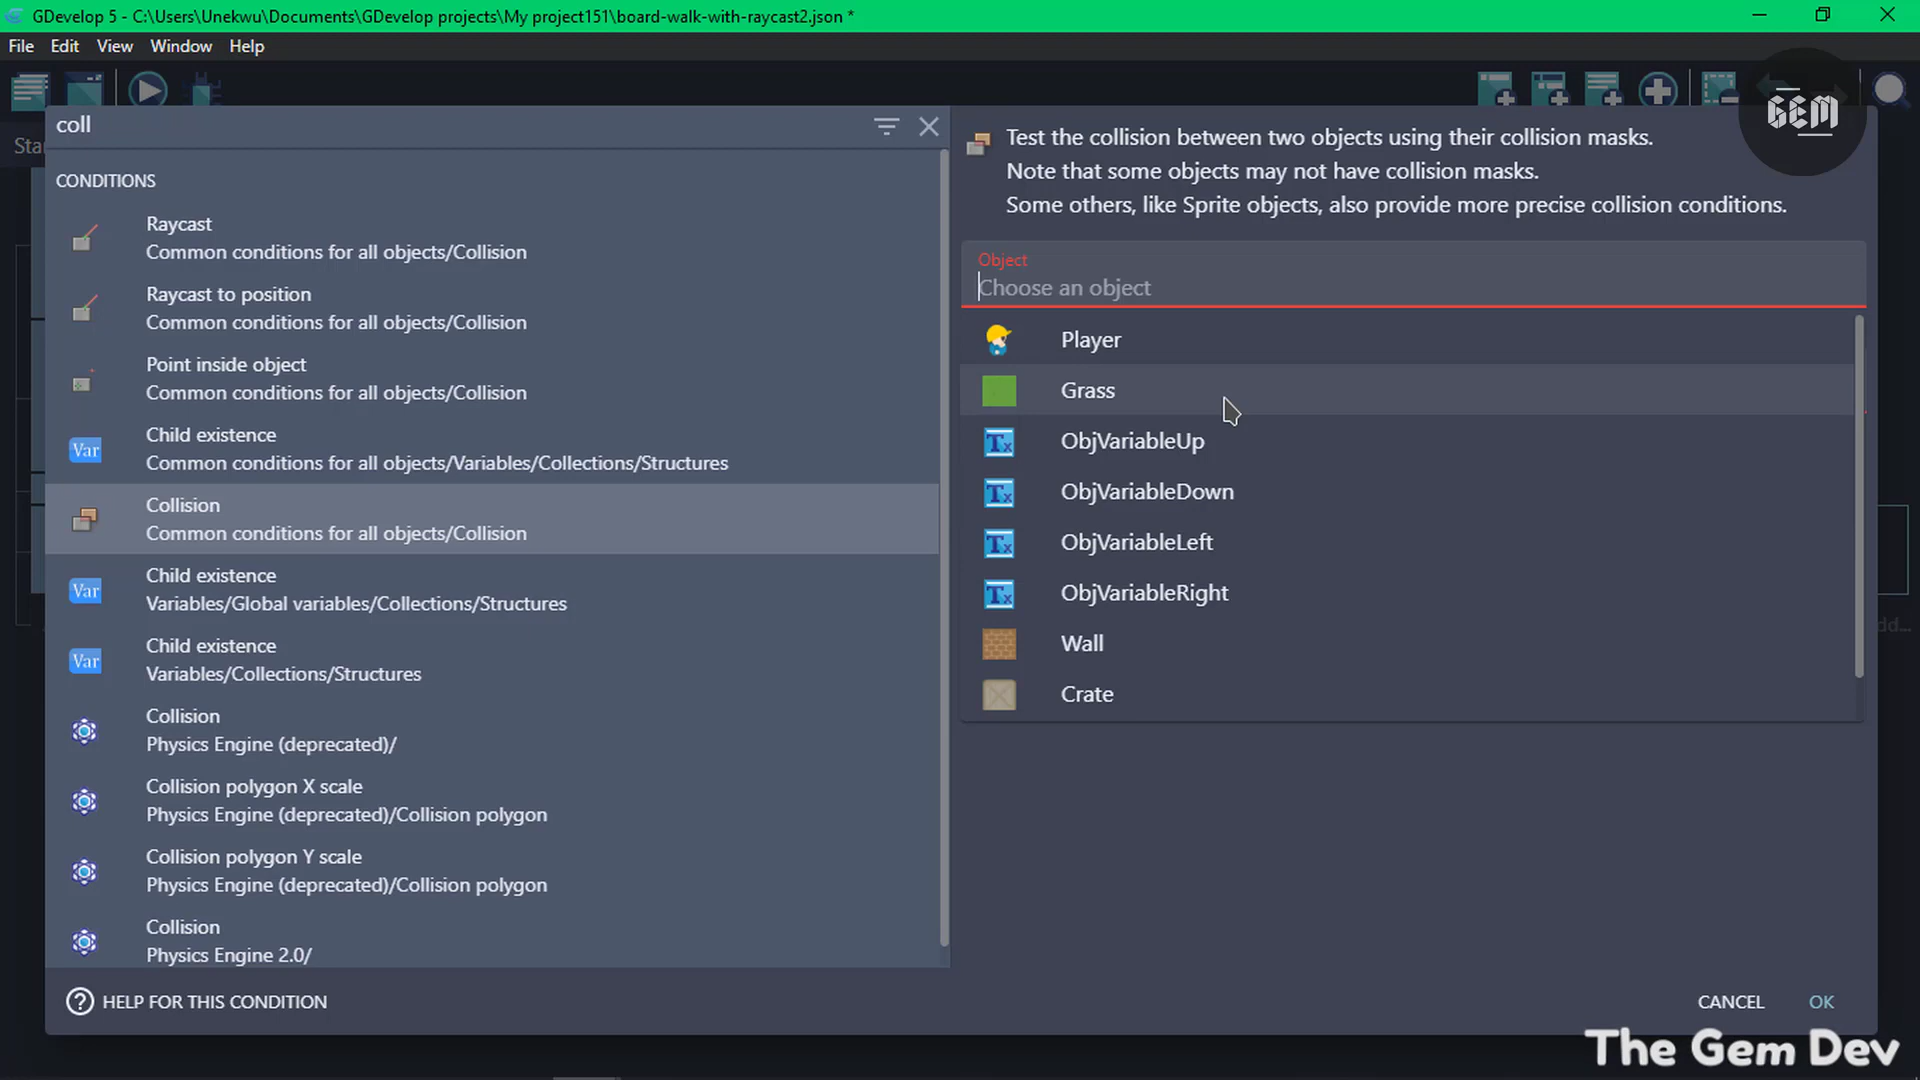 GDevelop 5 - C:\Users\Unekwu\Documents\GDevelop projects\My project151\board-walk-with-raycast2.json *
File Edit View Window Help
GEM
coll
Sta
CONDITIONS
Raycast
Common conditions for all objects/Collision
Raycast to position
Common conditions for all objects/Collision
Point inside object
Common conditions for all objects/Collision
Var
Child existence
Common conditions for all objects/Variables/Collections/Structures
Collision
Common conditions for all objects/Collision
Var
Child existence
Variables/Global variables/Collections/Structures
Var
Child existence
Variables/Collections/Structures
Collision
Physics Engine (deprecated)/
Collision polygon X scale
Physics Engine (deprecated)/Collision polygon
Collision polygon Y scale
Physics Engine (deprecated)/Collision polygon
Collision
Physics Engine 2.0/
HELP FOR THIS CONDITION
Test the collision between two objects using their collision masks.
Note that some objects may not have collision masks.
Some others, like Sprite objects, also provide more precise collision conditions.
Object
Choose an object
Player
Grass
Tx ObjVariableUp
Tx ObjVariableDown
Tx ObjVariableLeft
Tx ObjVariableRight
Wall
Crate
dd...
CANCEL OK
The Gem Dev